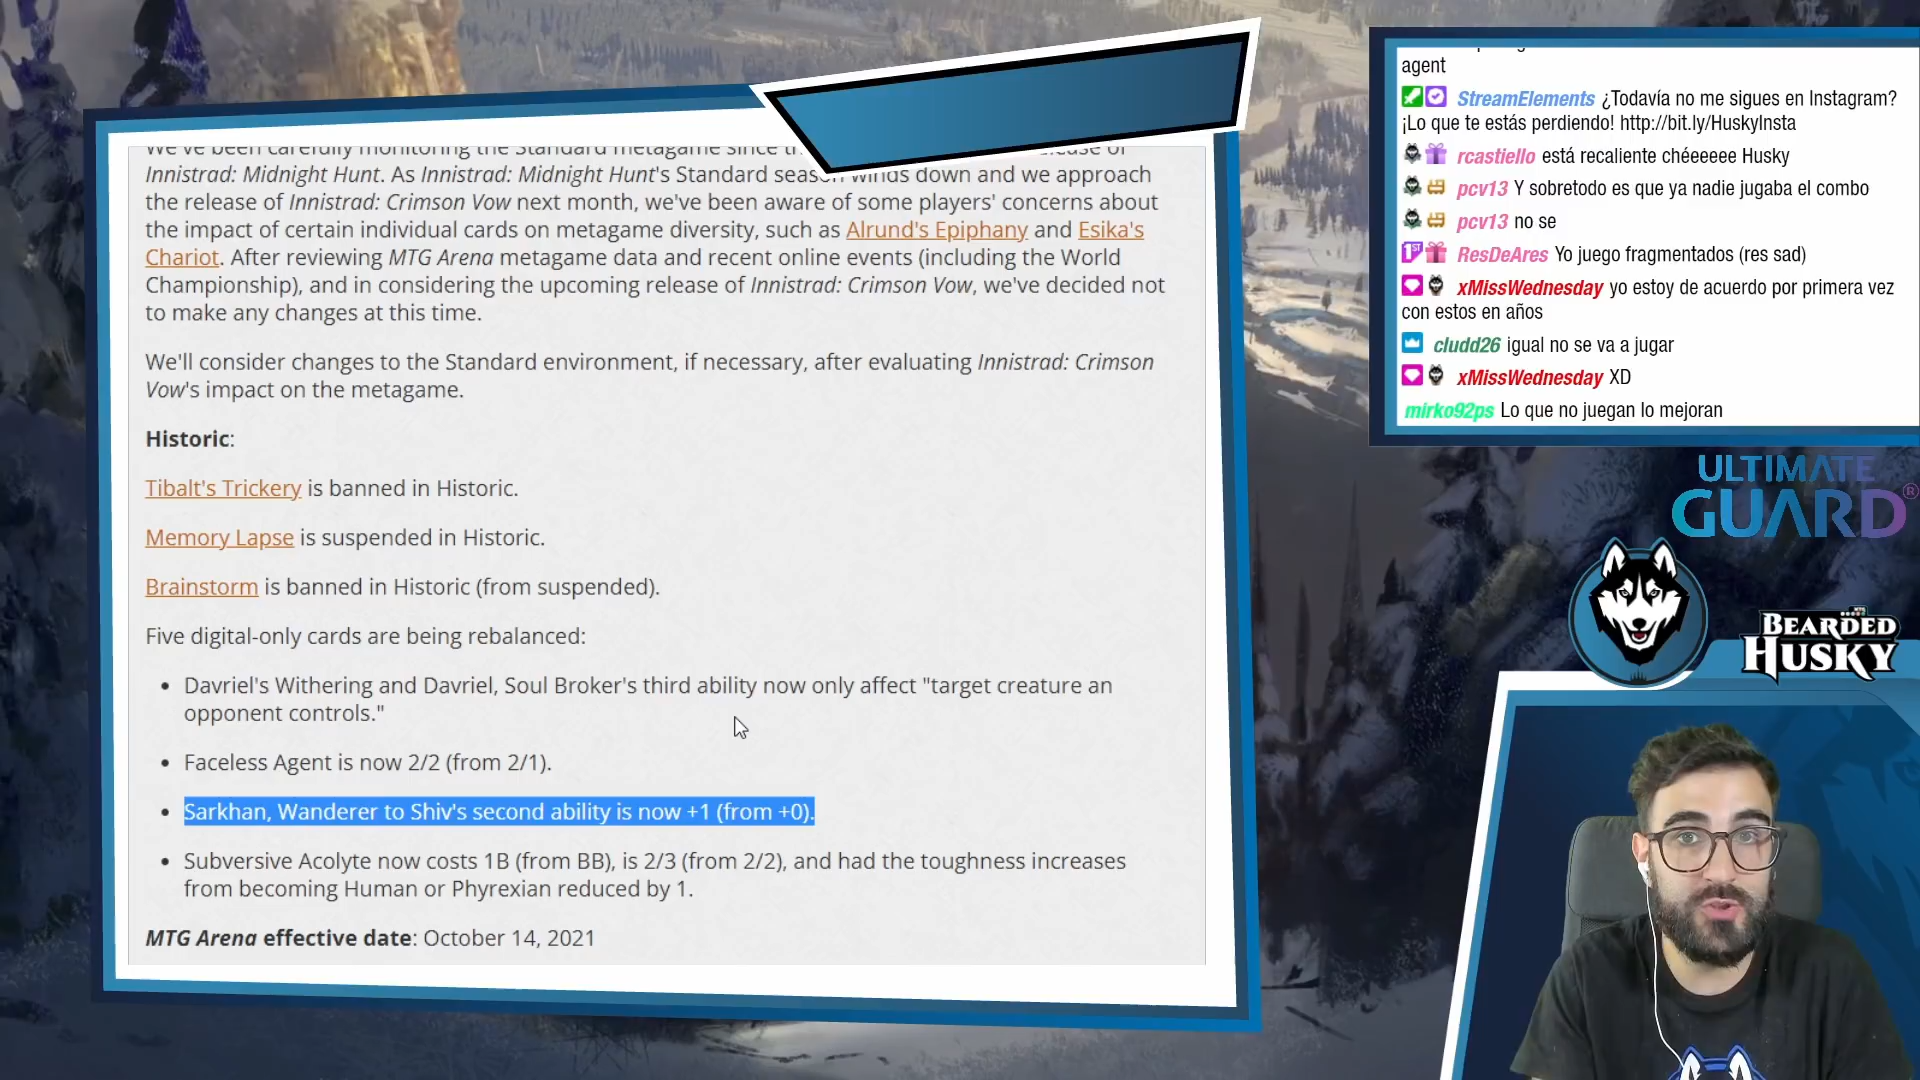 We've been carefully monitoring the Standard metagame since
Innistrad: Midnight Hunt. As Innistrad: Midnight Hunt's Standard season winds down and we approach
the release of Innistrad: Crimson Vow next month, we've been aware of some players' concerns about
the impact of certain individual cards on metagame diversity, such as Alrund's Epiphany and Esika's
Chariot. After reviewing MTG Arena metagame data and recent online events (including the World
Championship), and in considering the upcoming release of Innistrad: Crimson Vow, we've decided not
to make any changes at this time.
We'll consider changes to the Standard environment, if necessary, after evaluating Innistrad: Crimson
Vow's impact on the metagame.
Historic:
Tibalt's Trickery is banned in Historic.
Memory Lapse is suspended in Historic.
Brainstorm is banned in Historic (from suspended).
Five digital-only cards are being rebalanced:
• Davriel's Withering and Davriel, Soul Broker's third ability now only affect "target creature an
opponent controls."
• Faceless Agent is now 2/2 (from 2/1).
• Sarkhan, Wanderer to Shiv's second ability is now +1 (from +0).
• Subversive Acolyte now costs 1B (from BB), is 2/3 (from 2/2), and had the toughness increases
from becoming Human or Phyrexian reduced by 1.
MTG Arena effective date: October 14, 2021
agent
StreamElements ¿Todavía no me sigues en Instagram?
¡Lo que te estás perdiendo! http://bit.ly/HuskyInsta
rcastiello está recaliente chéeeeee Husky
pcv13 Y sobretodo es que ya nadie jugaba el combo
pcv13 no se
1ST ResDeAres Yo juego fragmentados (res sad)
xMissWednesday yo estoy de acuerdo por primera vez
con estos en años
cludd26 igual no se va a jugar
xMissWednesday XD
mirko92ps Lo que no juegan lo mejoran
ULTIMATE
GUARD®
BEARDED
HUSKY